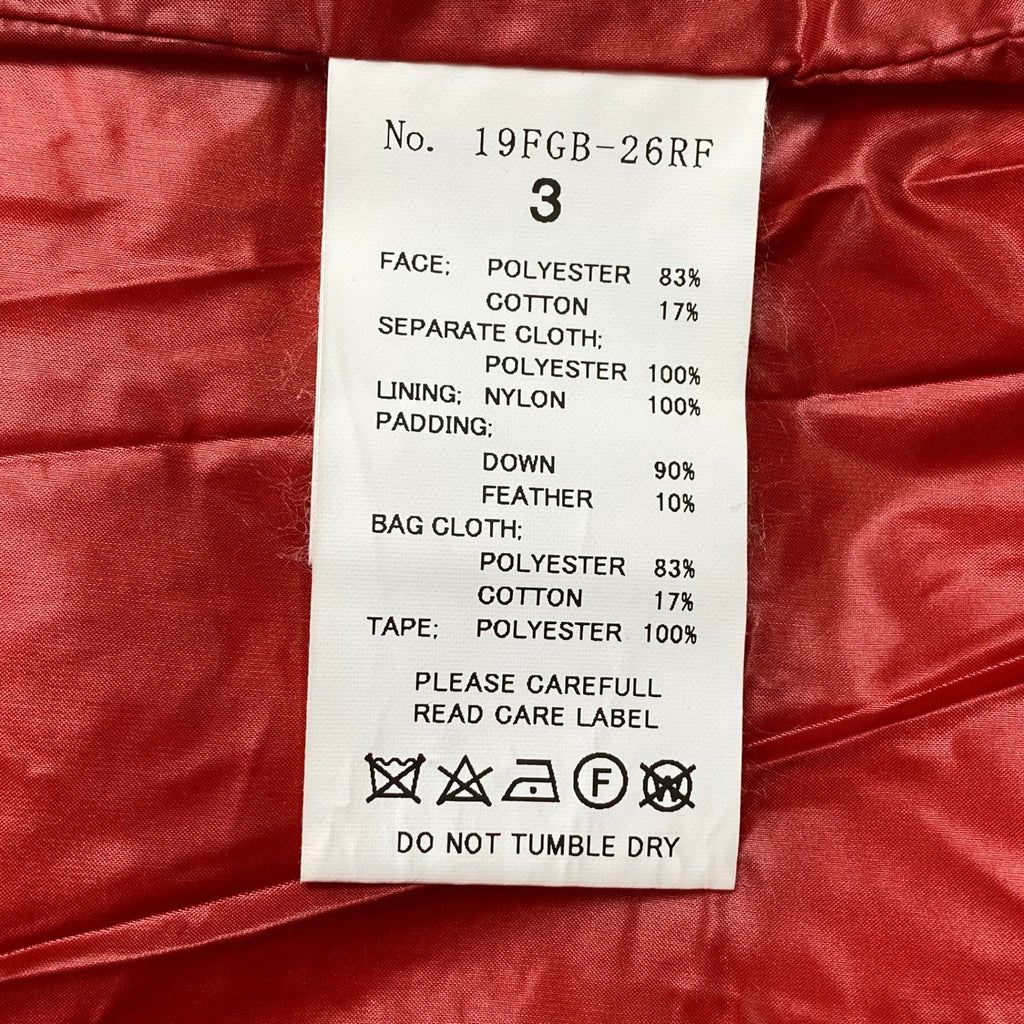 No. 19FGB-26RF
3
FACE; POLYESTER 83%
COTTON 17%
SEPARATE CLOTH;
POLYESTER 100%
LINING; NYLON 100%
PADDING;
DOWN 90%
FEATHER 10%
BAG CLOTH;
POLYESTER 83%
COTTON 17%
TAPE; POLYESTER 100%
PLEASE CAREFULL
READ CARE LABEL
F W
DO NOT TUMBLE DRY